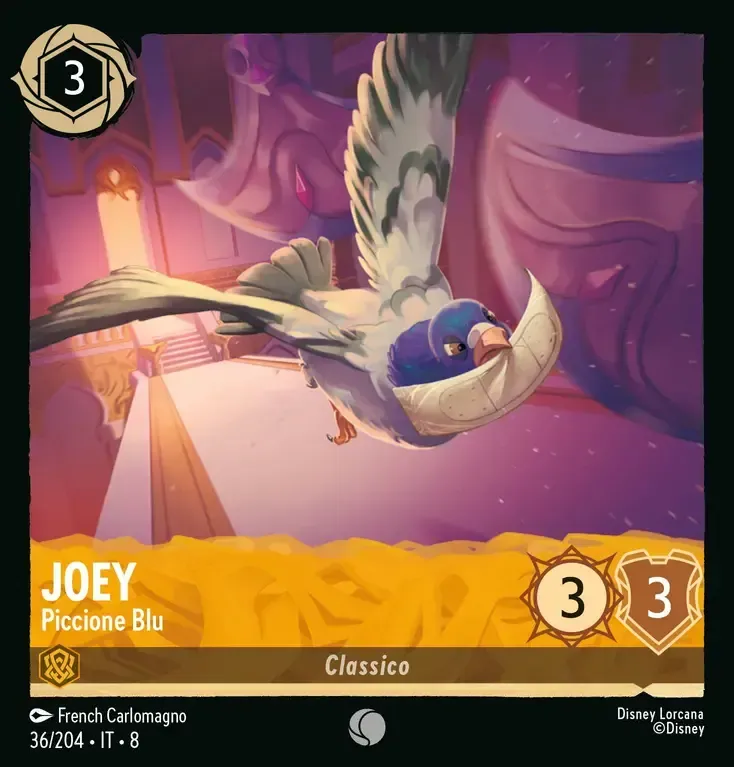 3
JOEY
Piccione Blu
3
3
Classico
French Carlomagno
Disney Lorcana
36/204 • IT • 8
©Disney